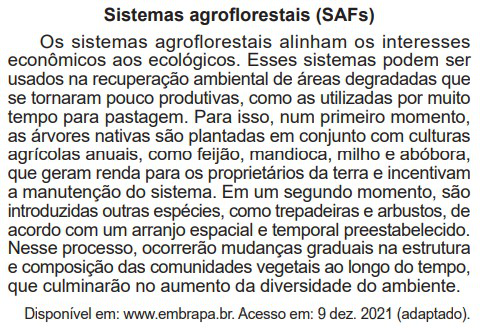 Sistemas agroflorestais (SAFs)
Os sistemas agroflorestais alinham os interesses
econômicos aos ecológicos. Esses sistemas podem ser
usados na recuperação ambiental de áreas degradadas que
se tornaram pouco produtivas, como as utilizadas por muito
tempo para pastagem. Para isso, num primeiro momento,
as árvores nativas são plantadas em conjunto com culturas
agrícolas anuais, como feijão, mandioca, milho e abóbora,
que geram renda para os proprietários da terra e incentivam
a manutenção do sistema. Em um segundo momento, são
introduzidas outras espécies, como trepadeiras e arbustos, de
acordo com um arranjo espacial e temporal preestabelecido.
Nesse processo, ocorrerão mudanças graduais na estrutura
e composição das comunidades vegetais ao longo do tempo,
que culminarão no aumento da diversidade do ambiente.
Disponível em: www.embrapa.br. Acesso em: 9 dez. 2021 (adaptado).